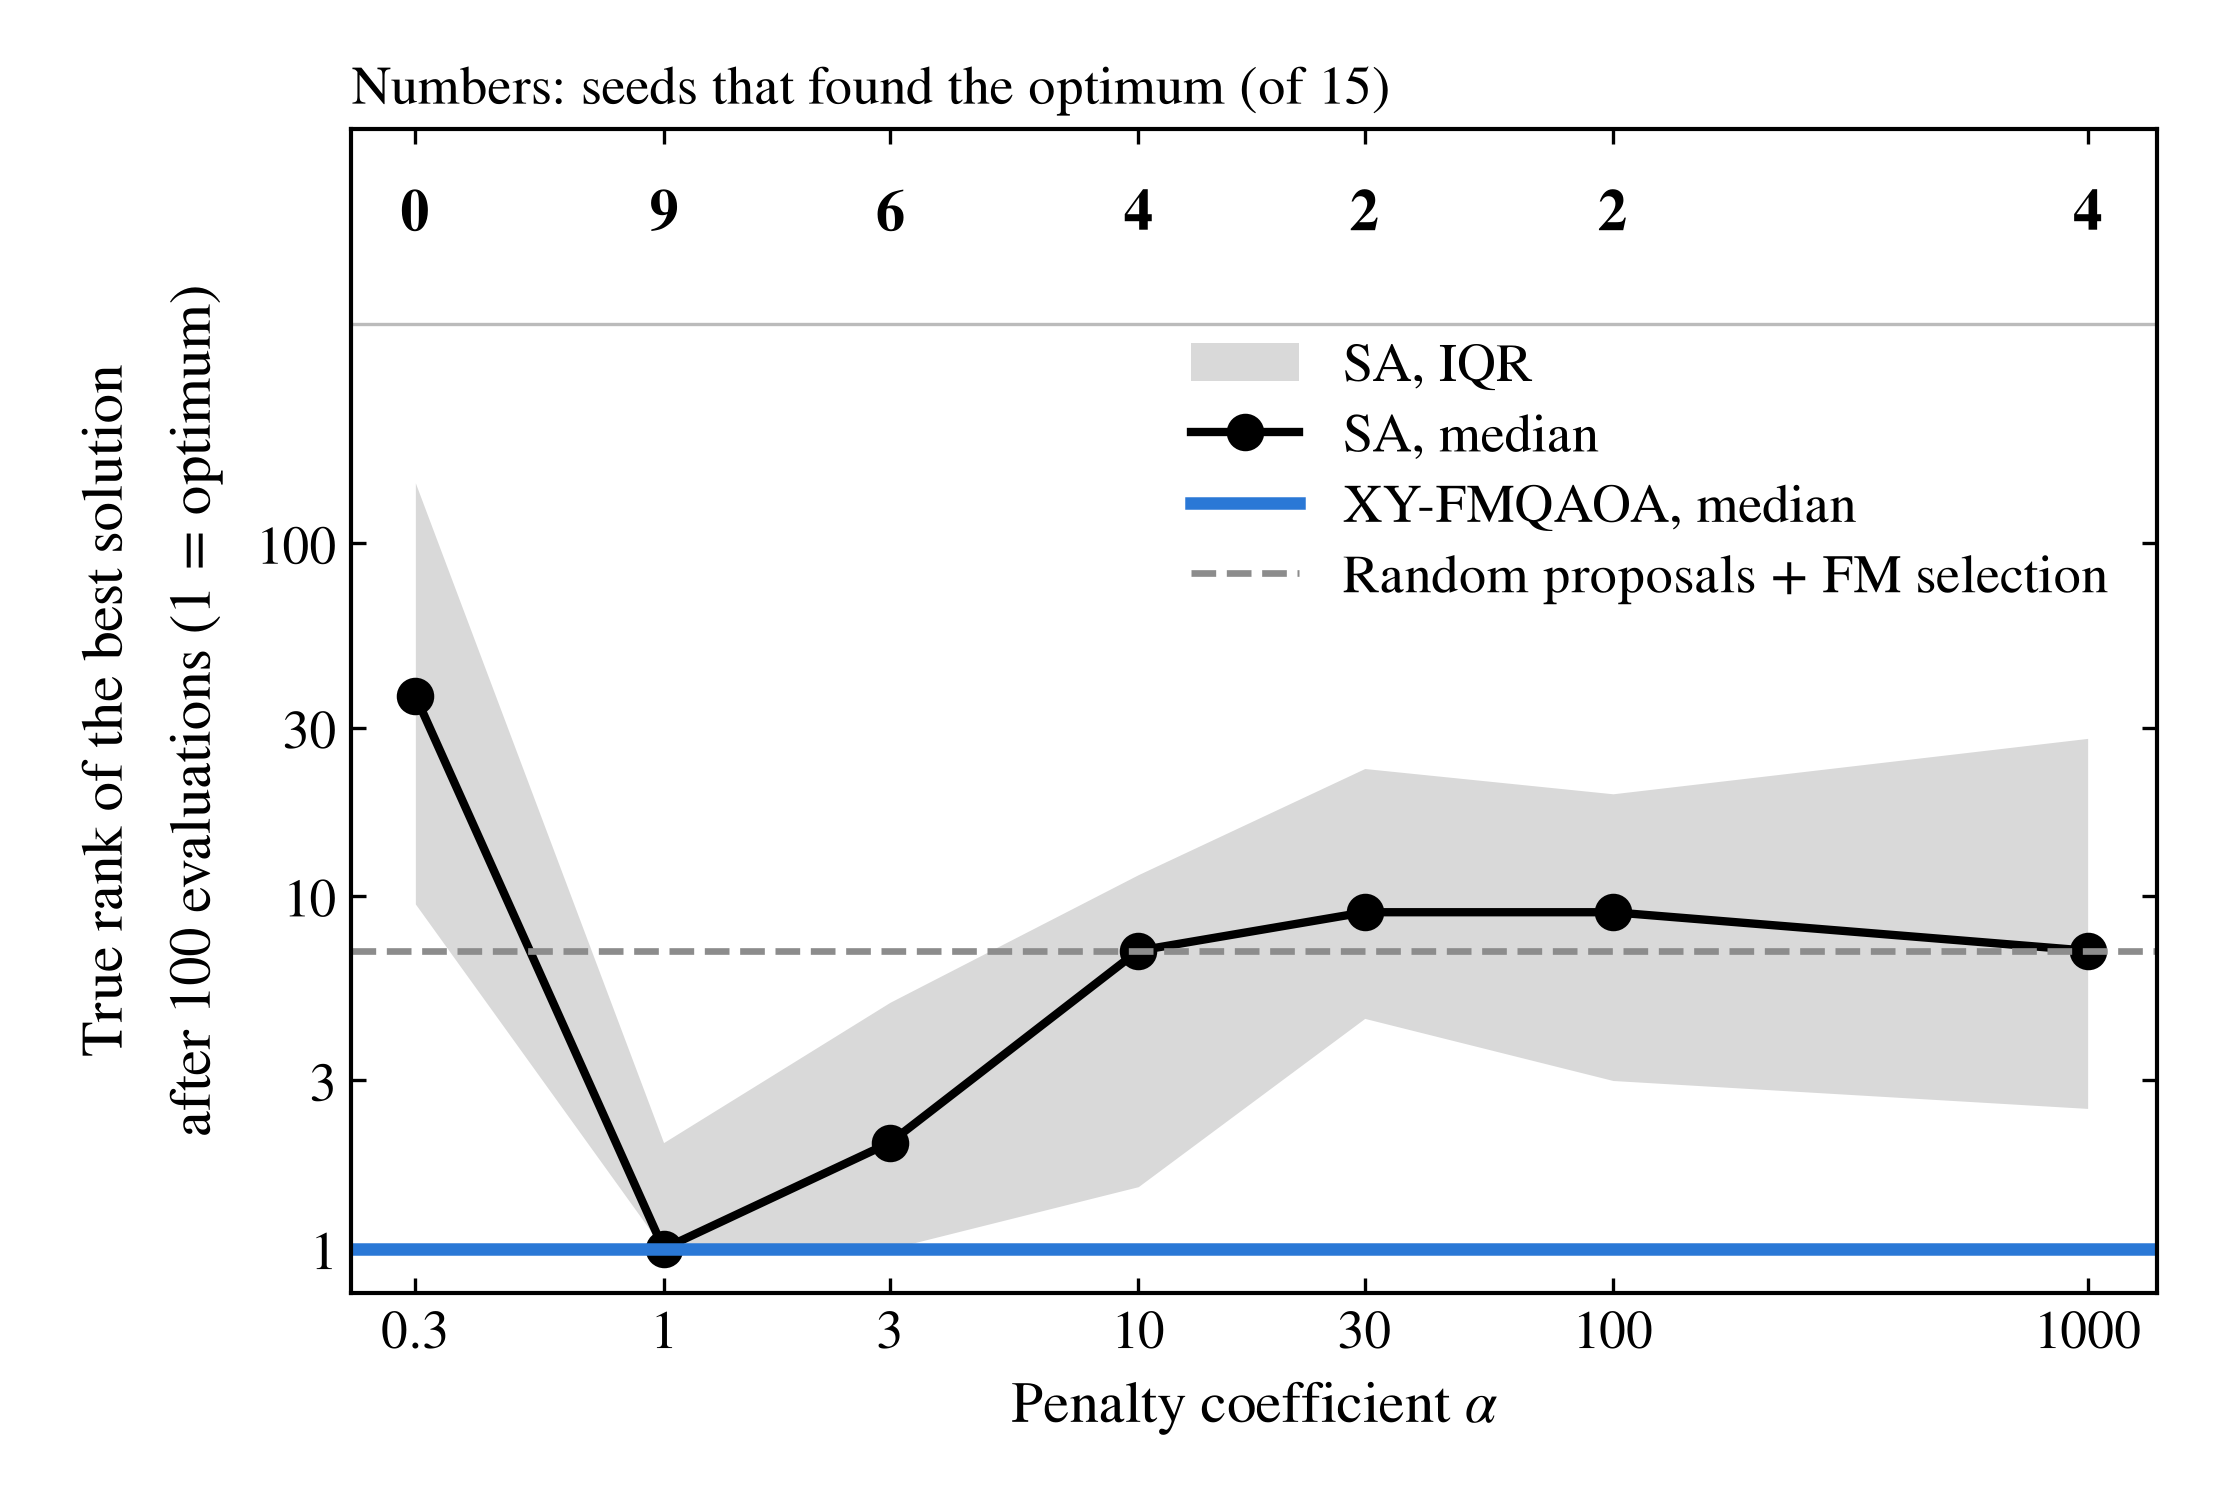 Numbers: seeds that found the optimum (of 15)
0 9 6 4 2 2 4
SA, IQR
SA, median
XY-FMQAOA, median
Random proposals + FM selection
True rank of the best solution
after 100 evaluations (1 = optimum)
100
30
10
3
1
0.3 1 3 10 30 100 1000
Penalty coefficient α